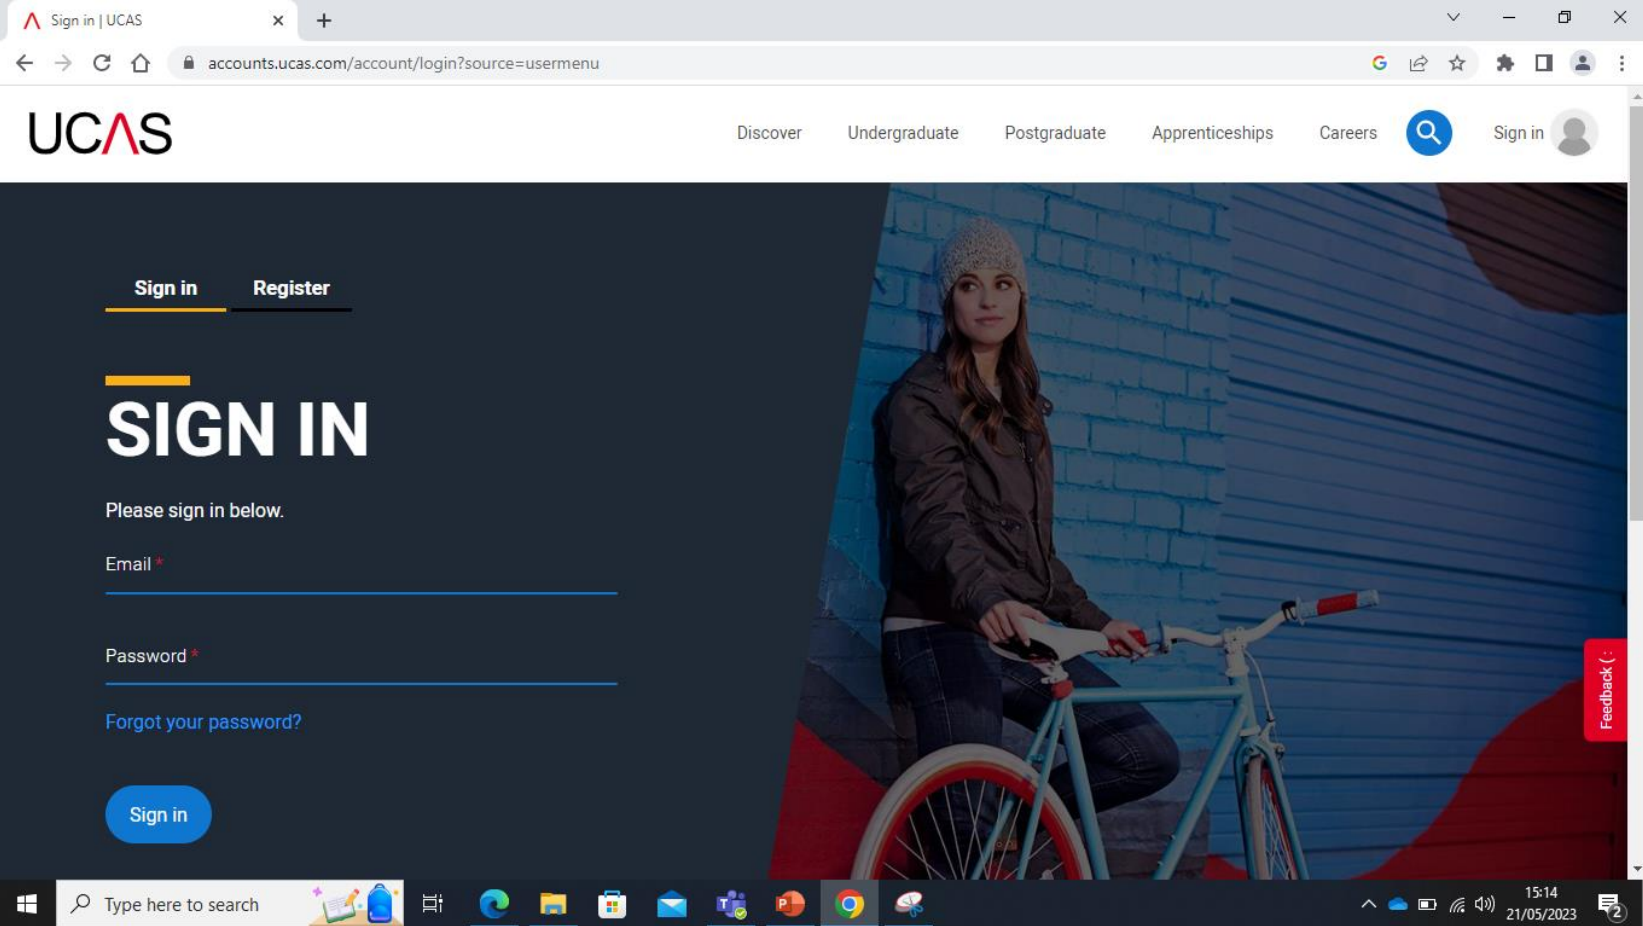 Sign in | UCAS
accounts.ucas.com/account/login?source=usermenu
UCAS
Discover Undergraduate Postgraduate Apprenticeships Careers Sign in
Sign in Register
SIGN IN
Please sign in below.
Email *
Password *
Forgot your password?
Sign in
Feedback ( :
Type here to search
15:14
21/05/2023
2